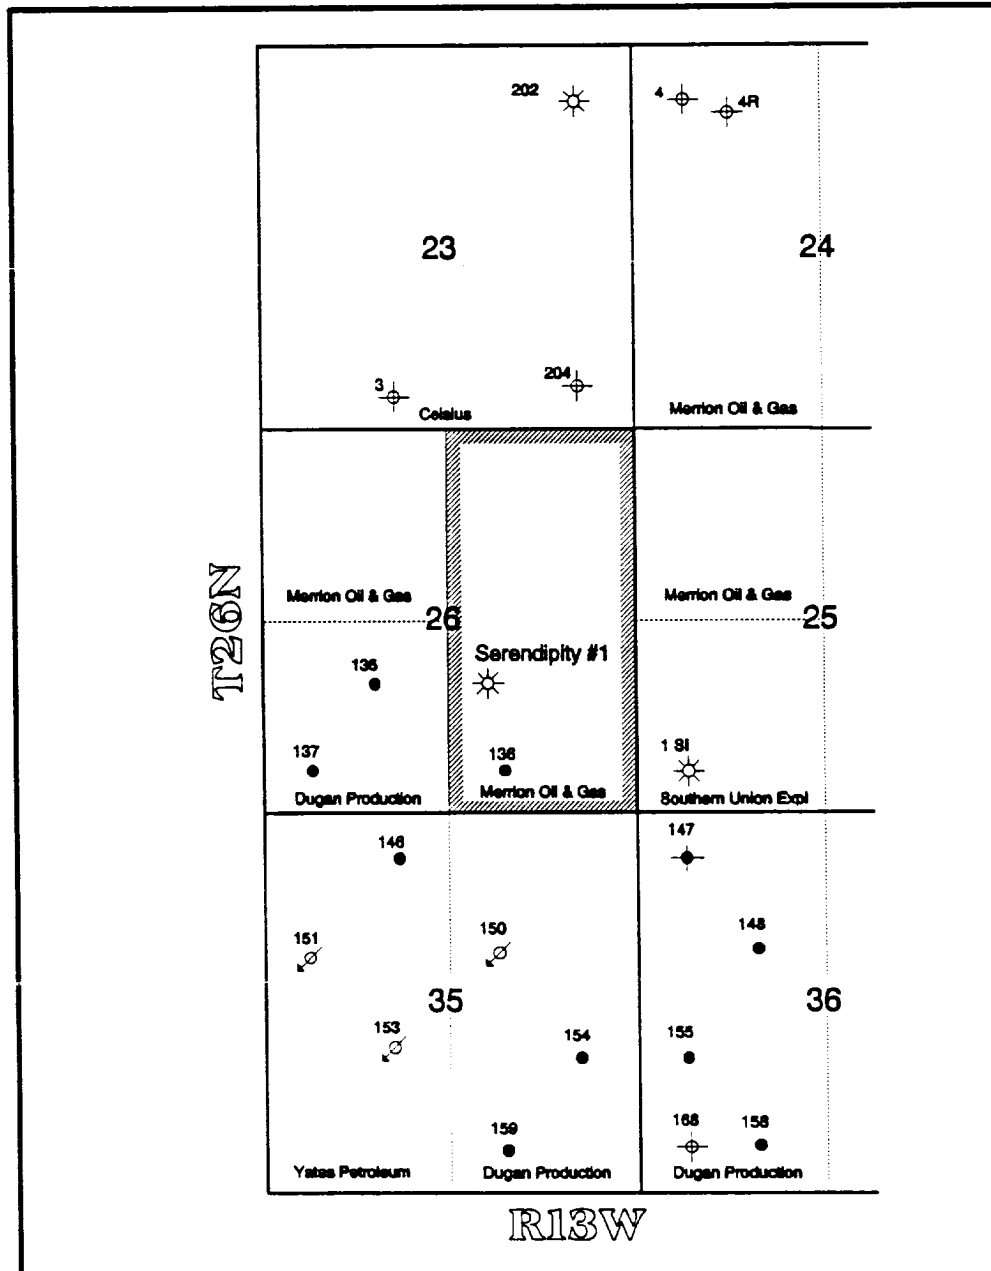 202
4
4R
23
24
3
204
Celsius
Merrion Oil & Gas
T26N
Merrion Oil & Gas
Merrion Oil & Gas
26
25
Serendipity #1
135
137
136
1 SI
Dugan Production
Merrion Oil & Gas
Southern Union Expl
146
147
151
150
148
35
36
153
154
155
159
168
158
Yates Petroleum
Dugan Production
Dugan Production
R13W